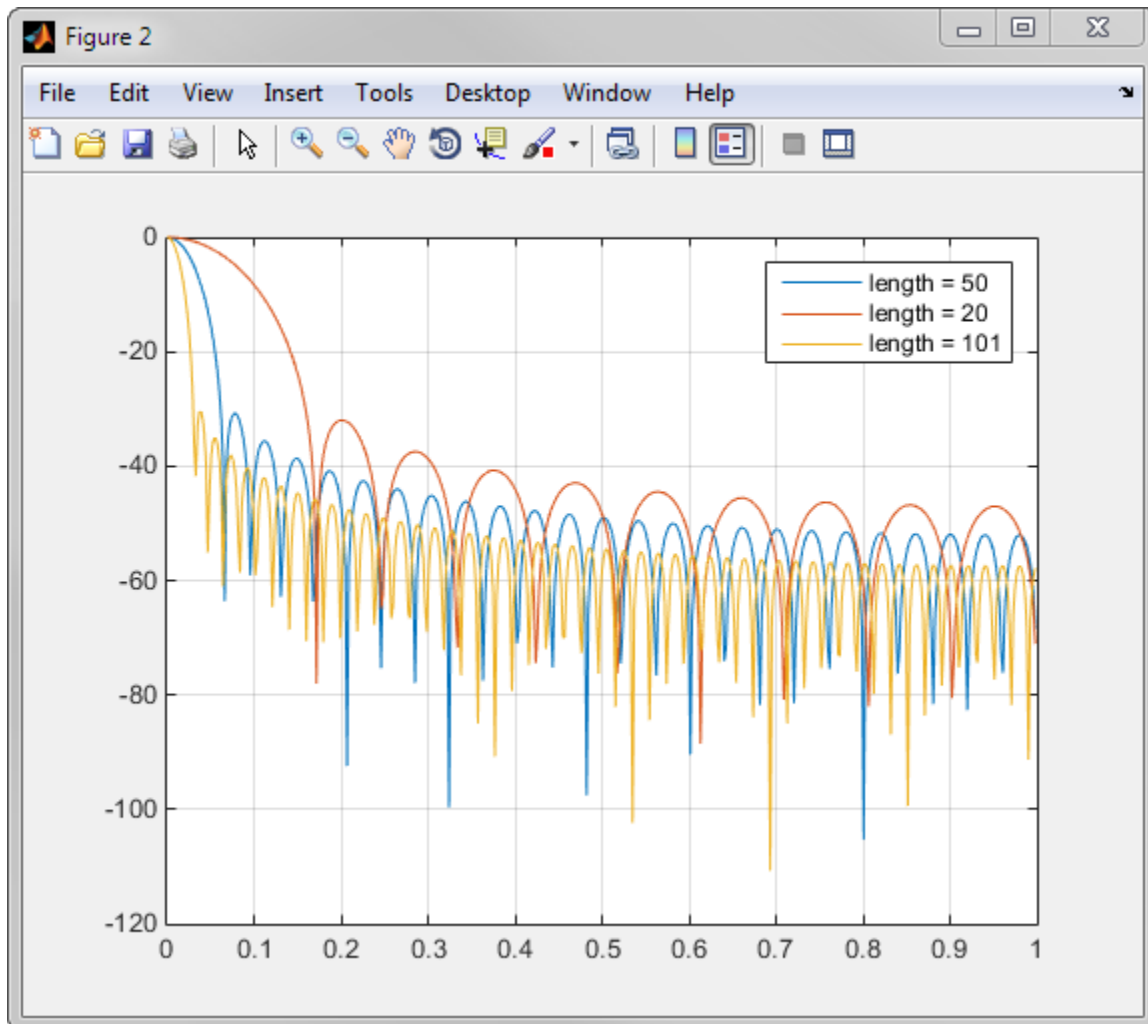 Figure 2
File Edit View Insert Tools Desktop Window Help
0
-20
-40
-60
-80
-100
-120
length = 50
length = 20
length = 101
0 0.1 0.2 0.3 0.4 0.5 0.6 0.7 0.8 0.9 1